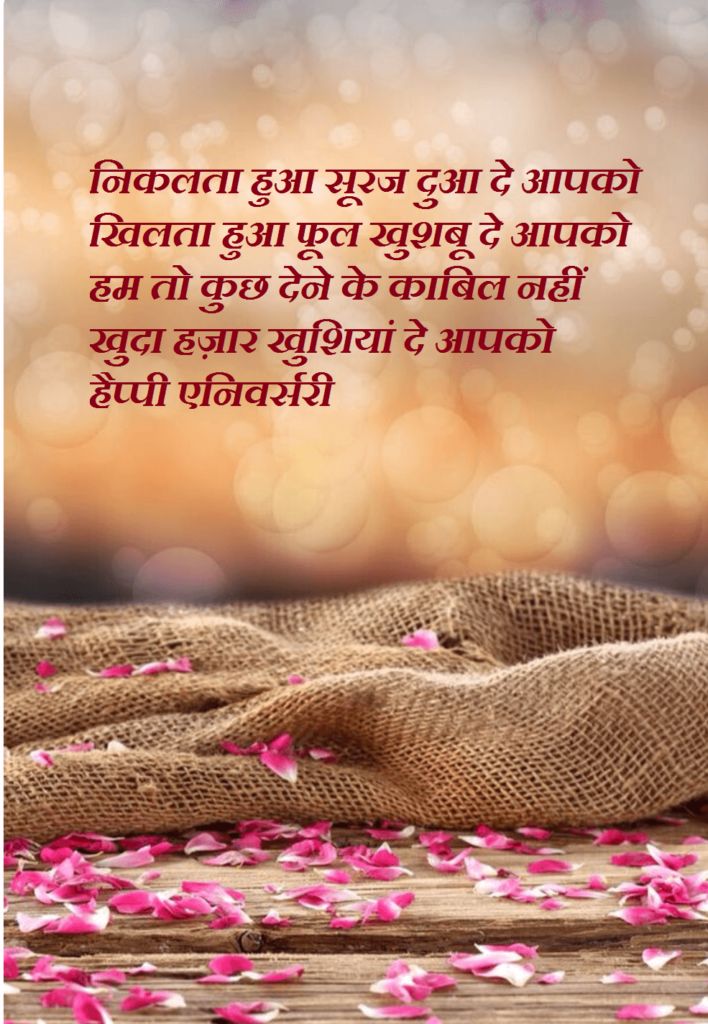 निकलता हुआ सूरज दुआ दे आपको
खिलता हुआ फूल खुशबू दे आपको
हम तो कुछ देने के काबिल नहीं
खुदा हज़ार खुशियां दे आपको
हैप्पी एनिवर्सरी